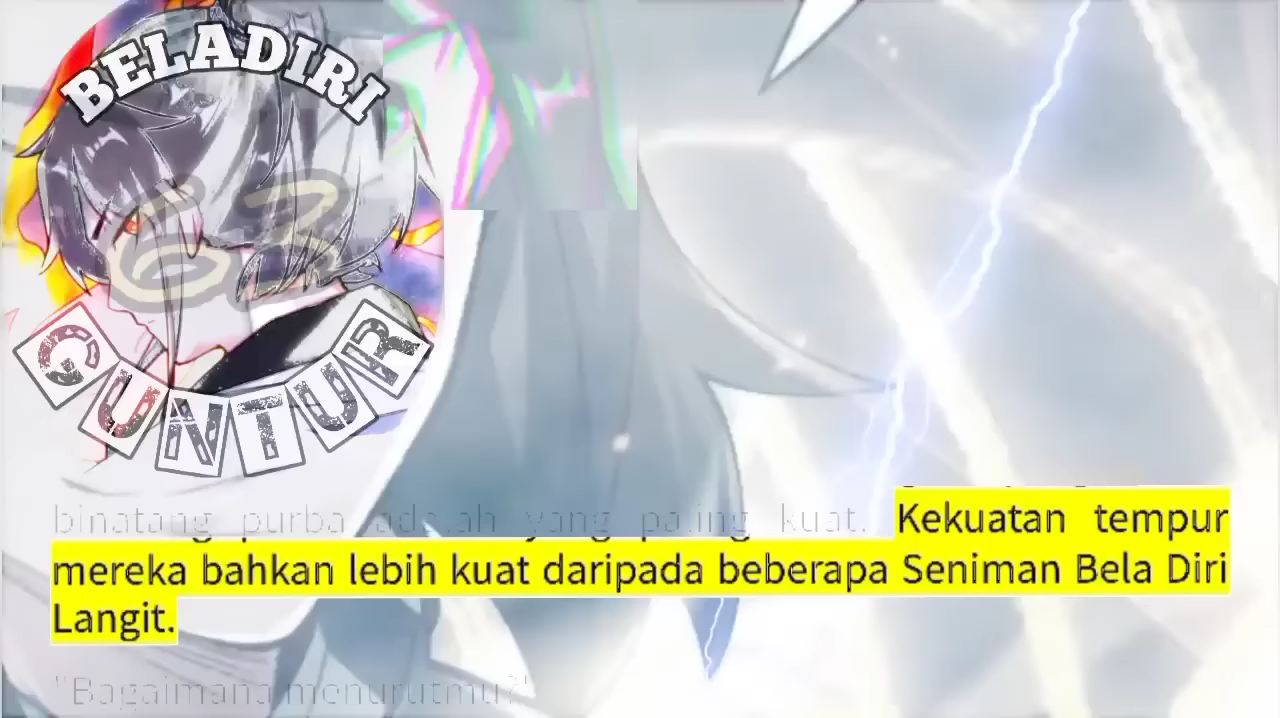 BELADIRI
63
GUNTUR
binatang purba adalah yang paling kuat. Kekuatan tempur
mereka bahkan lebih kuat daripada beberapa Seniman Bela Diri
Langit.
"Bagaimana menurutmu?"